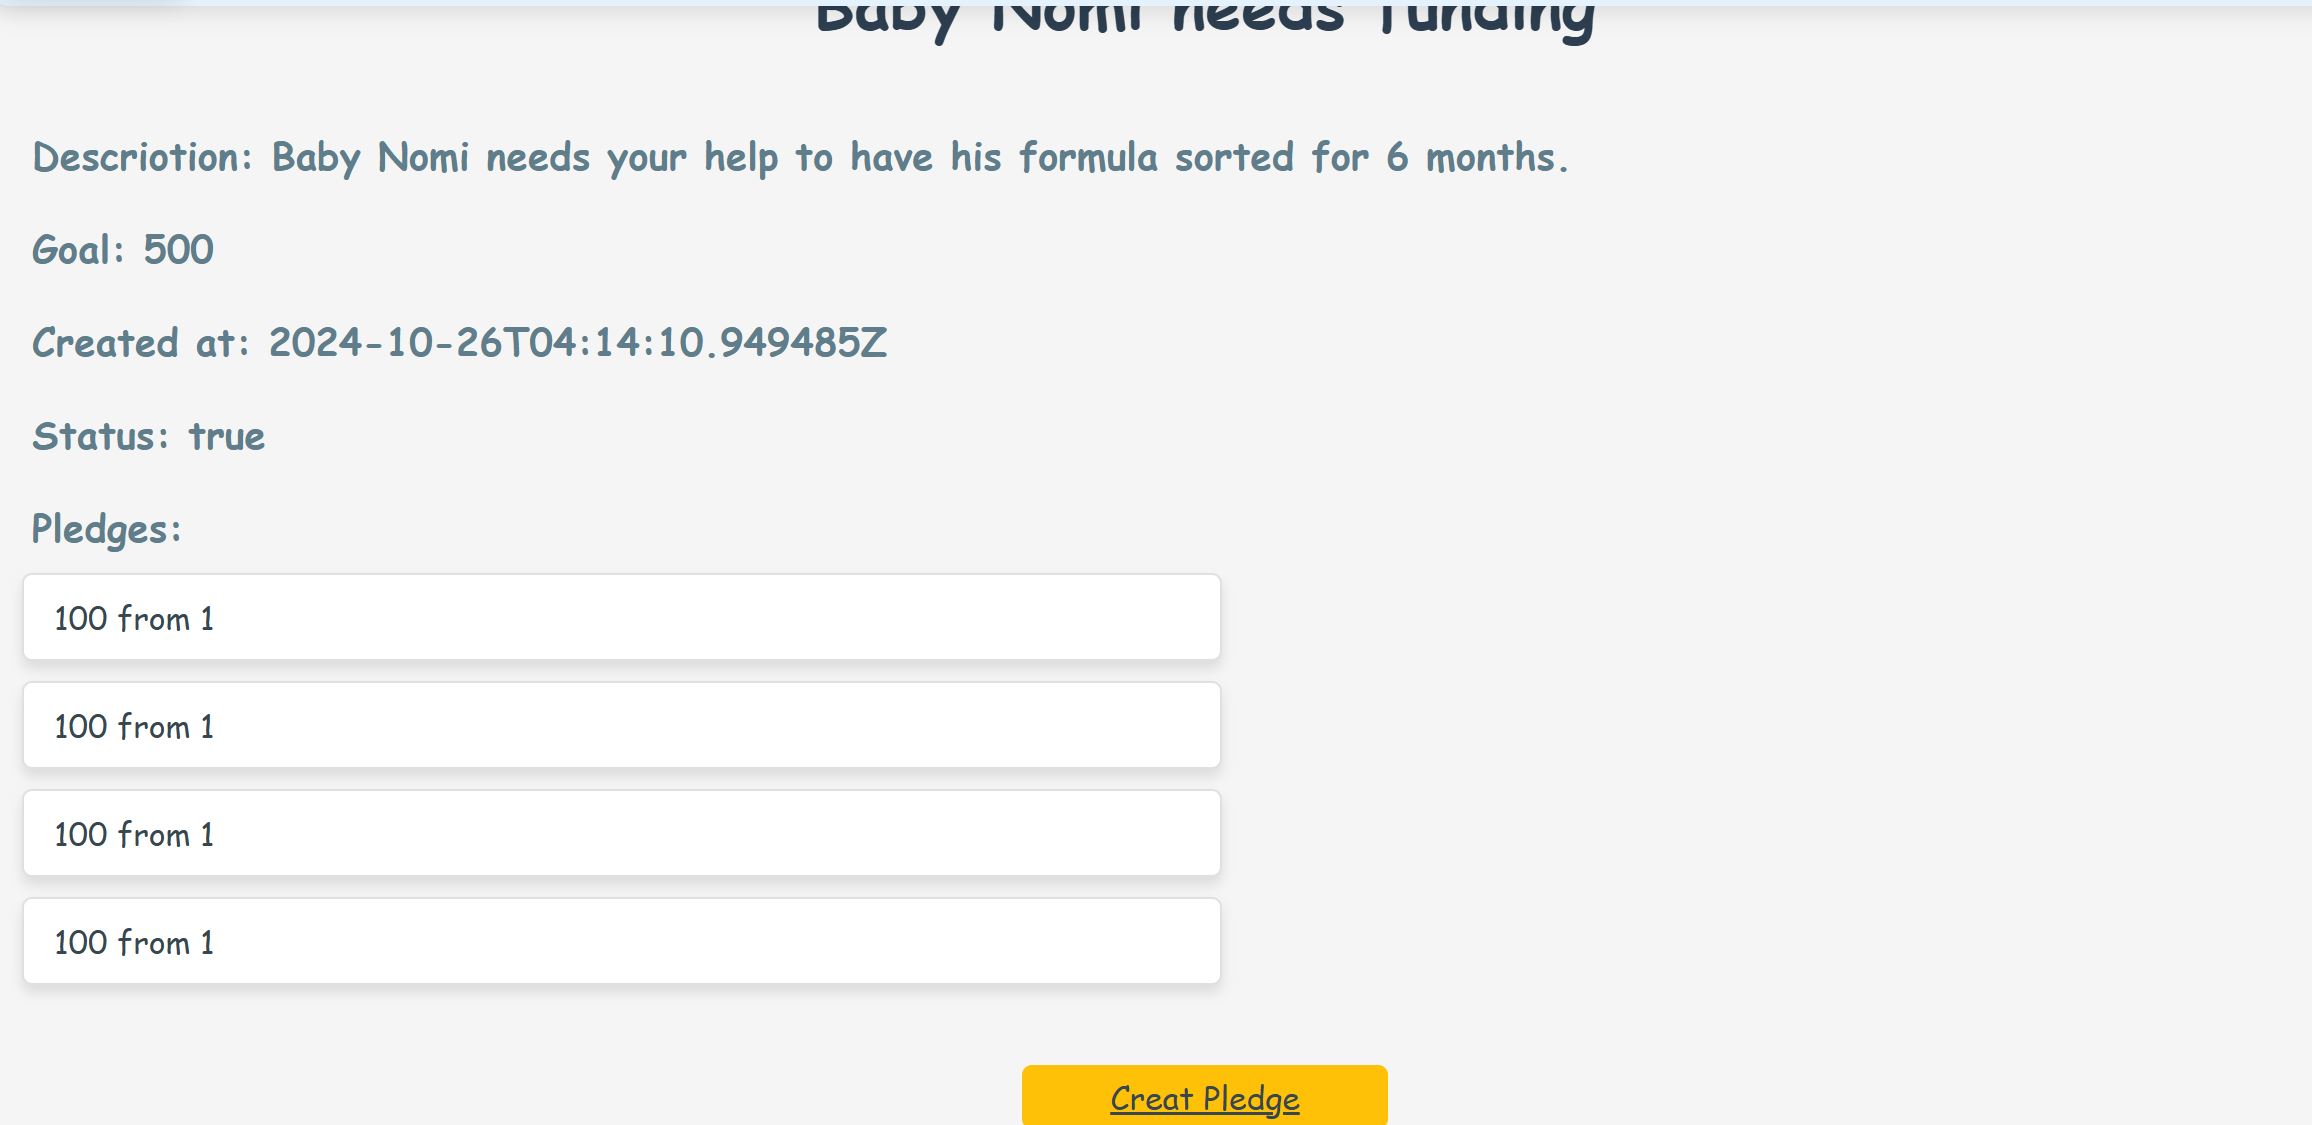 Baby Nomi needs funding
Descriotion: Baby Nomi needs your help to have his formula sorted for 6 months.
Goal: 500
Created at: 2024-10-26T04:14:10.949485Z
Status: true
Pledges:
100 from 1
100 from 1
100 from 1
100 from 1
Creat Pledge